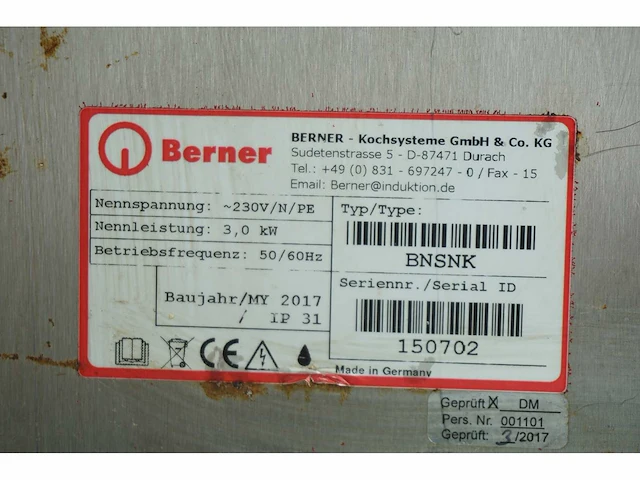 Berner
BERNER - Kochsysteme GmbH & Co. KG
Sudetenstrasse 5 - D-87471 Durach
Tel.: +49 (0) 831 - 697247 - 0 / Fax - 15
Email: Berner@induktion.de
Nennspannung: ~230V/N/PE
Nennleistung: 3,0 kW
Betriebsfrequenz: 50/60Hz
Baujahr/MY 2017
/ IP 31
Typ/Type:
BNSNK
Seriennr./Serial ID
150702
CE
Made in Germany
Geprüft X DM
Pers. Nr. 001101
Geprüft: 3/2017